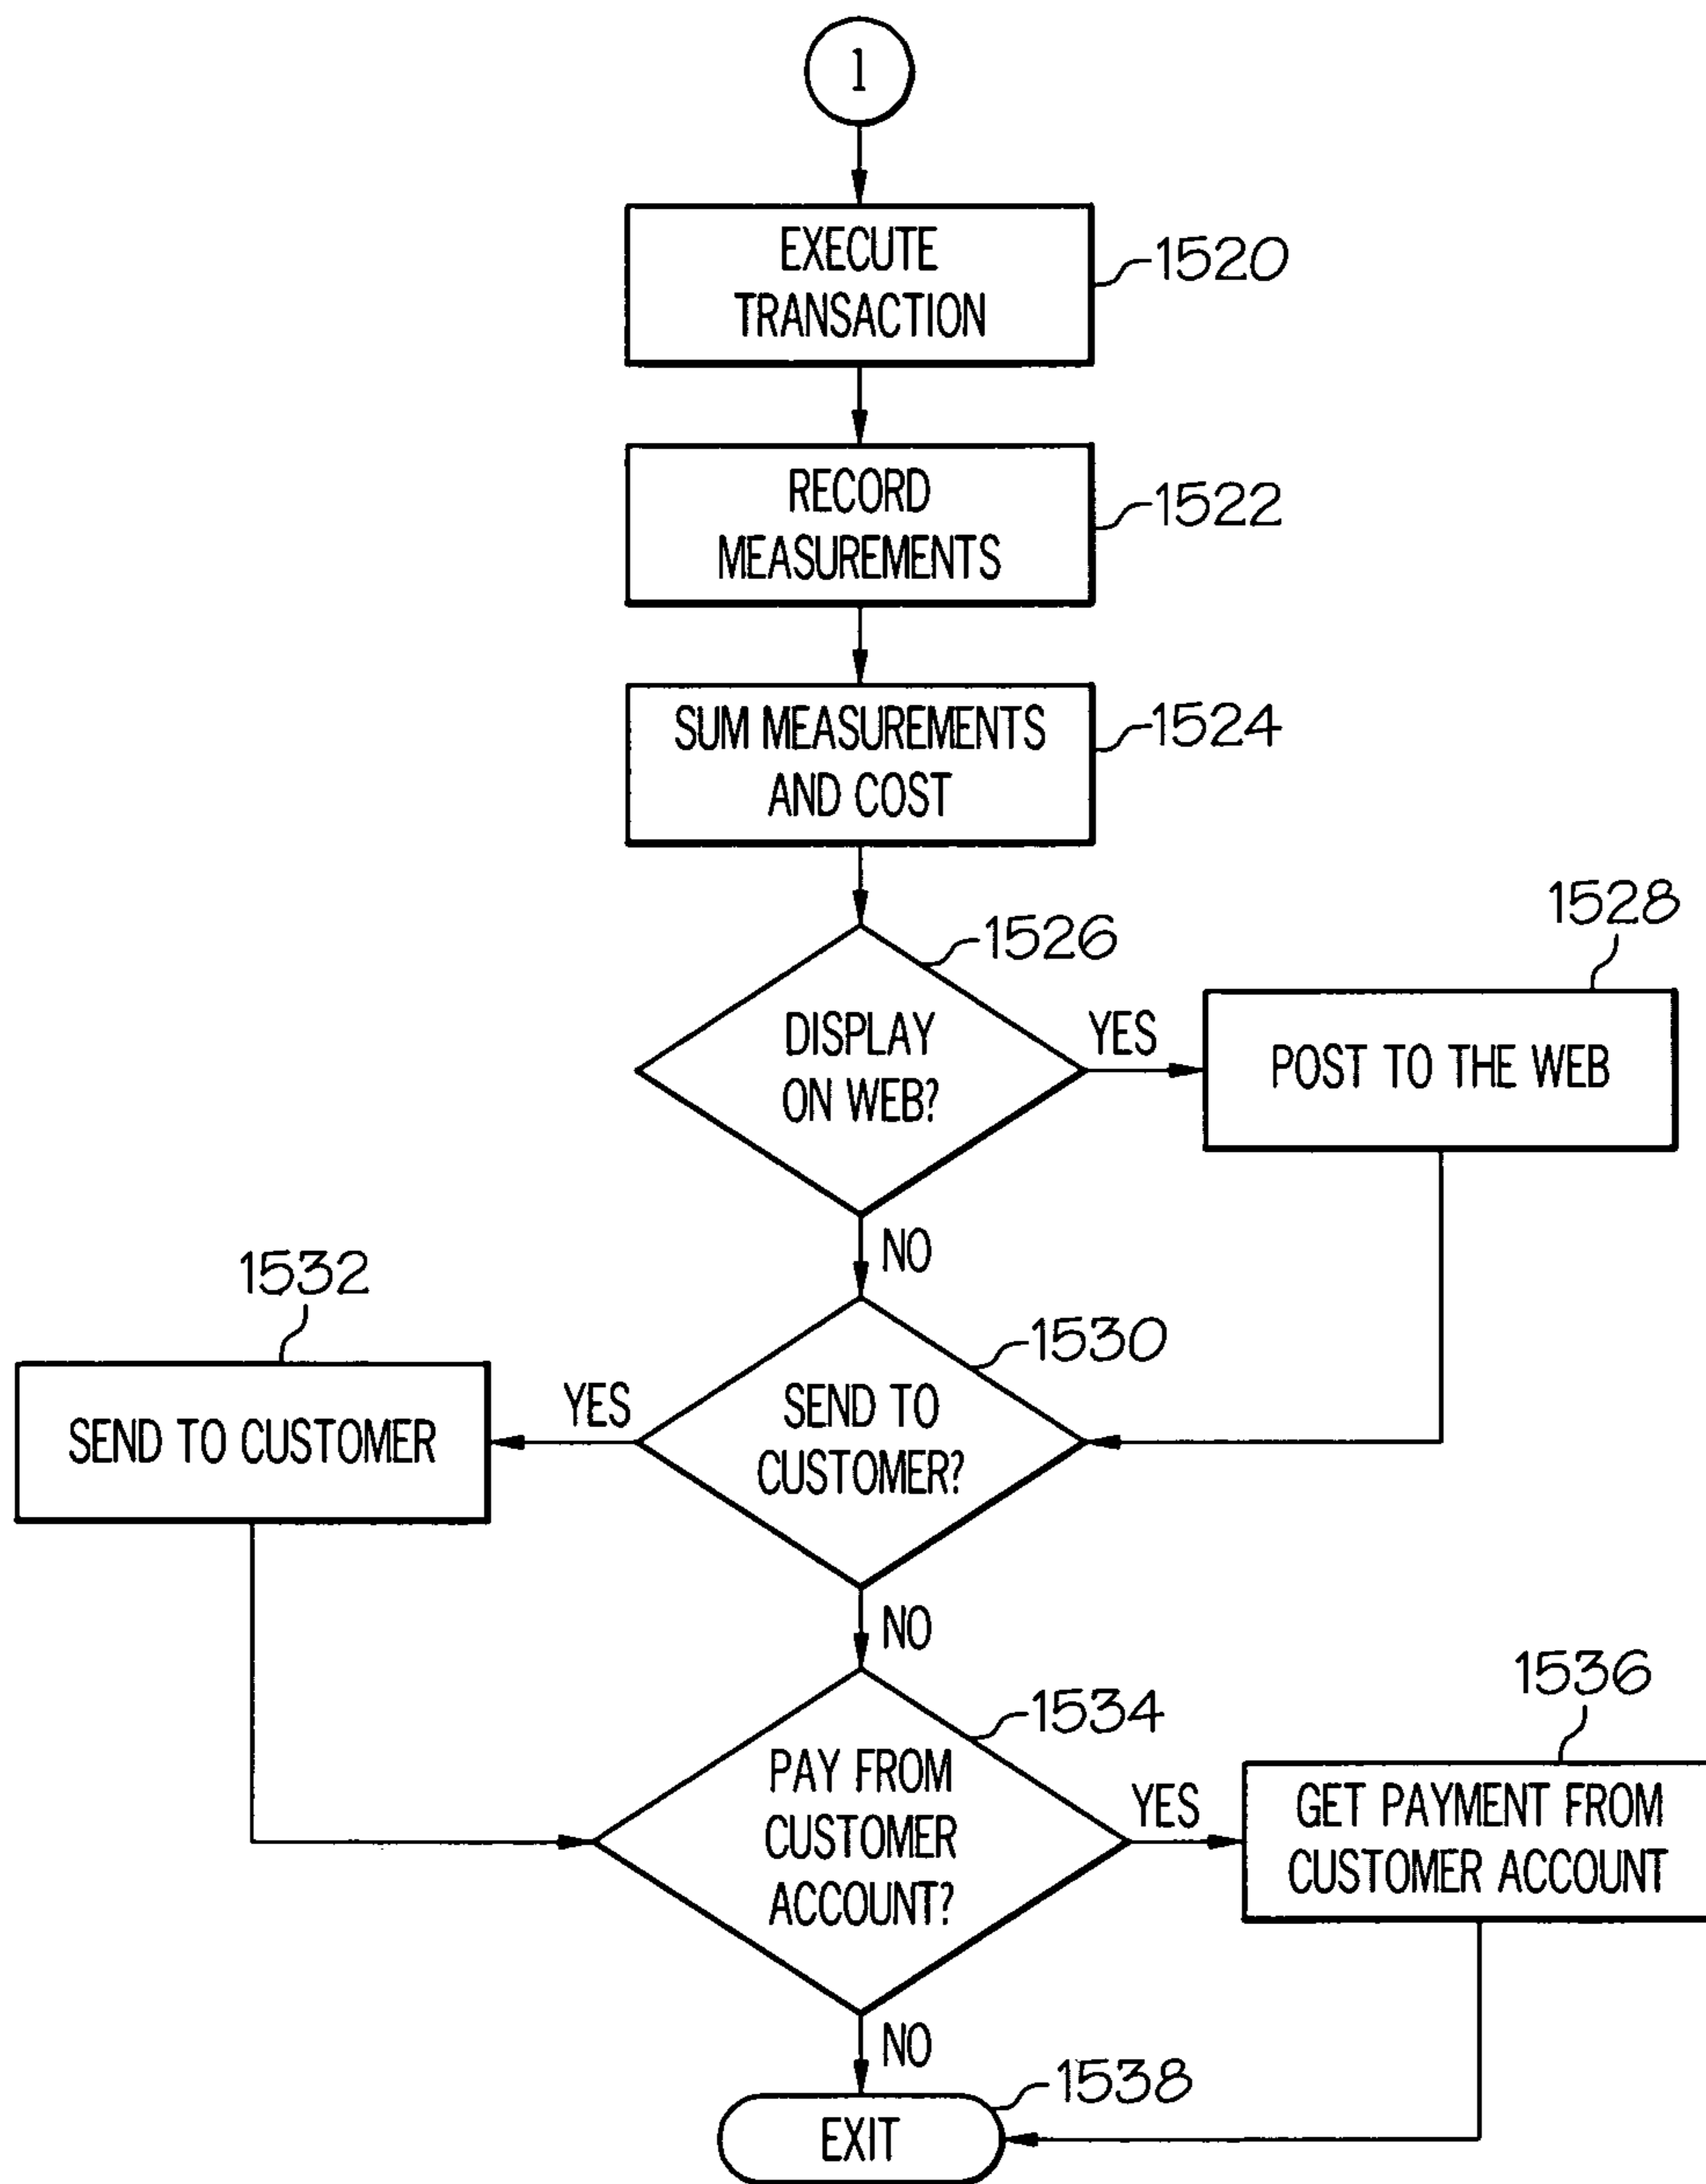 1
EXECUTE
TRANSACTION
1520
RECORD
MEASUREMENTS
1522
SUM MEASUREMENTS
AND COST
1524
1526
DISPLAY
ON WEB?
YES
1528
POST TO THE WEB
NO
1532
SEND TO CUSTOMER
YES
1530
SEND TO
CUSTOMER?
NO
1534
PAY FROM
CUSTOMER
ACCOUNT?
YES
1536
GET PAYMENT FROM
CUSTOMER ACCOUNT
NO
1538
EXIT